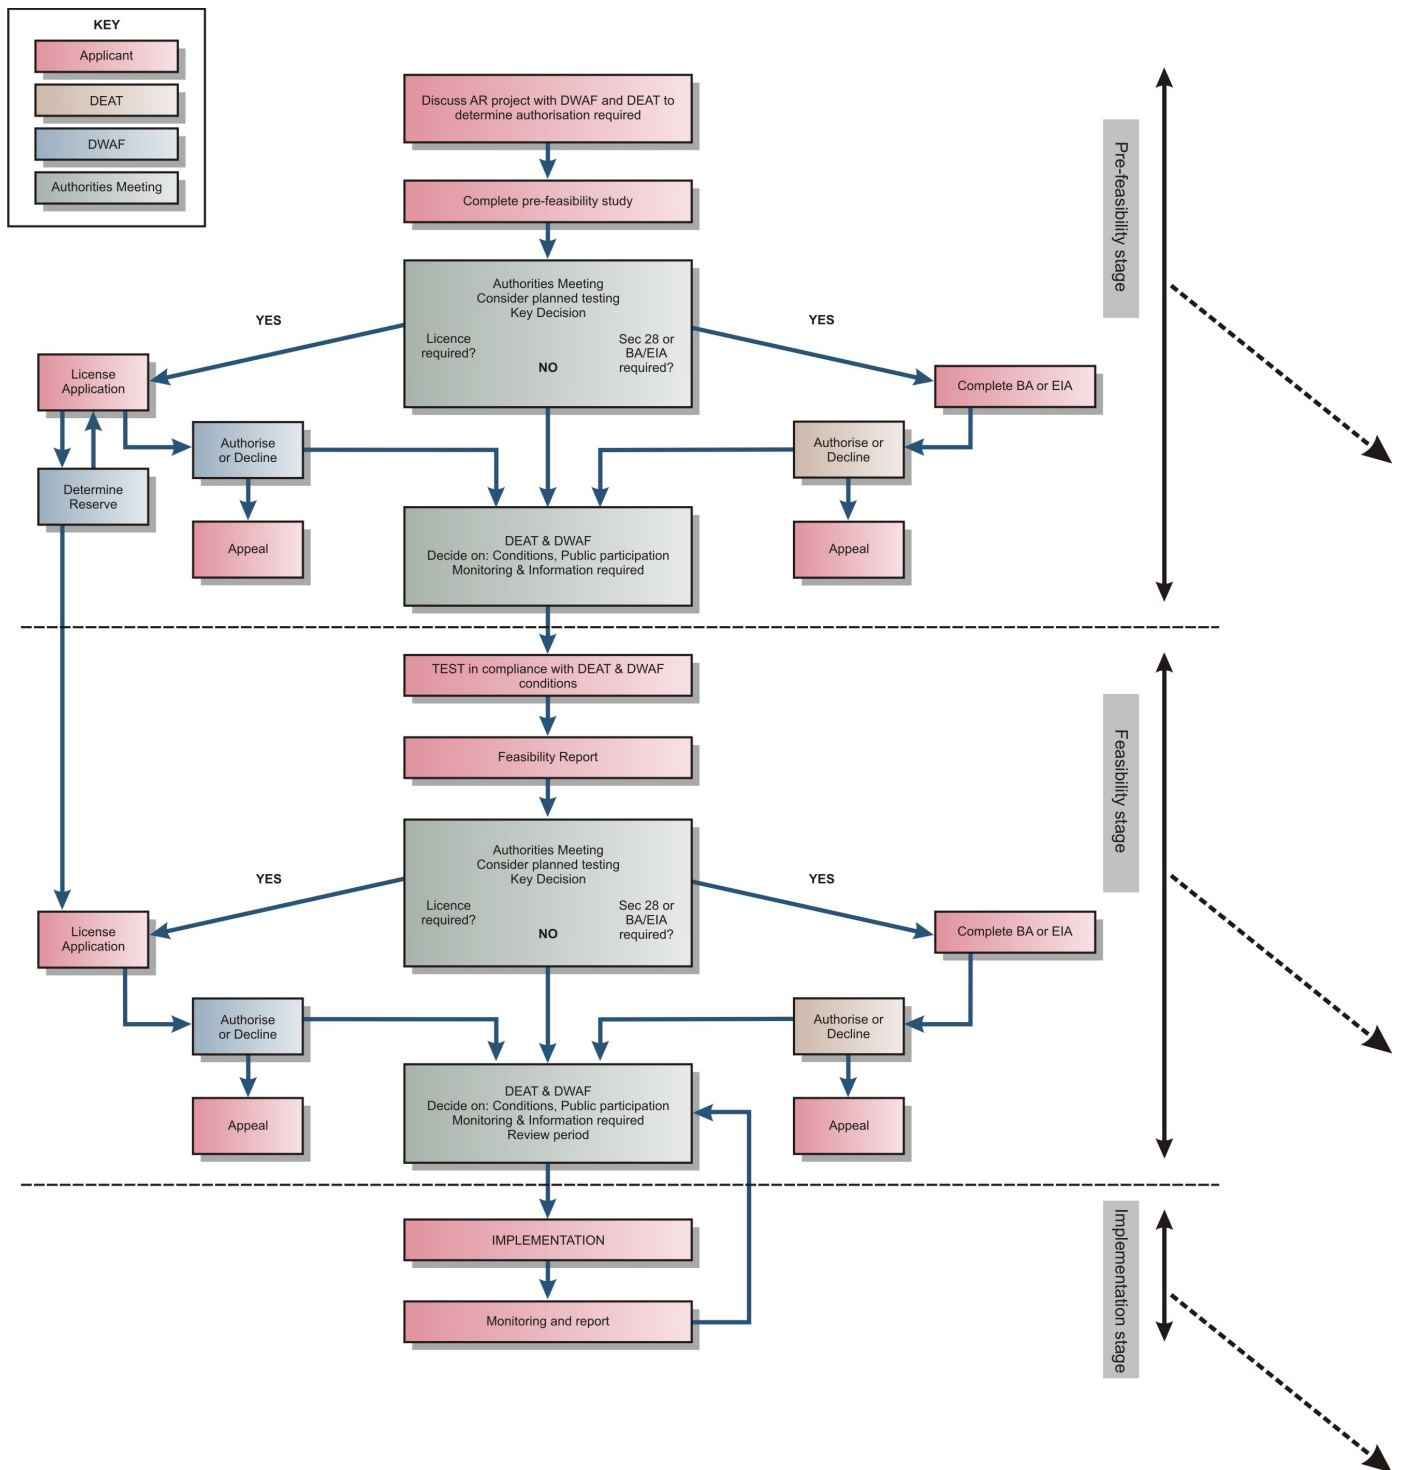 KEY
Applicant
DEAT
DWAF
Authorities Meeting
Discuss AR project with DWAF and DEAT to
determine authorisation required
Complete pre-feasibility study
Authorities Meeting
Consider planned testing
Key Decision
Licence
required?
NO
Sec 28 or
BA/EIA
required?
YES
YES
License
Application
Complete BA or EIA
Authorise
or Decline
Authorise or
Decline
Determine
Reserve
Appeal
Appeal
DEAT & DWAF
Decide on: Conditions, Public participation
Monitoring & Information required
Pre-feasibility stage
TEST in compliance with DEAT & DWAF
conditions
Feasibility Report
Authorities Meeting
Consider planned testing
Key Decision
Licence
required?
NO
Sec 28 or
BA/EIA
required?
YES
YES
License
Application
Complete BA or EIA
Authorise
or Decline
Authorise or
Decline
Appeal
Appeal
DEAT & DWAF
Decide on: Conditions, Public participation
Monitoring & Information required
Review period
Feasibility stage
IMPLEMENTATION
Monitoring and report
Implementation stage